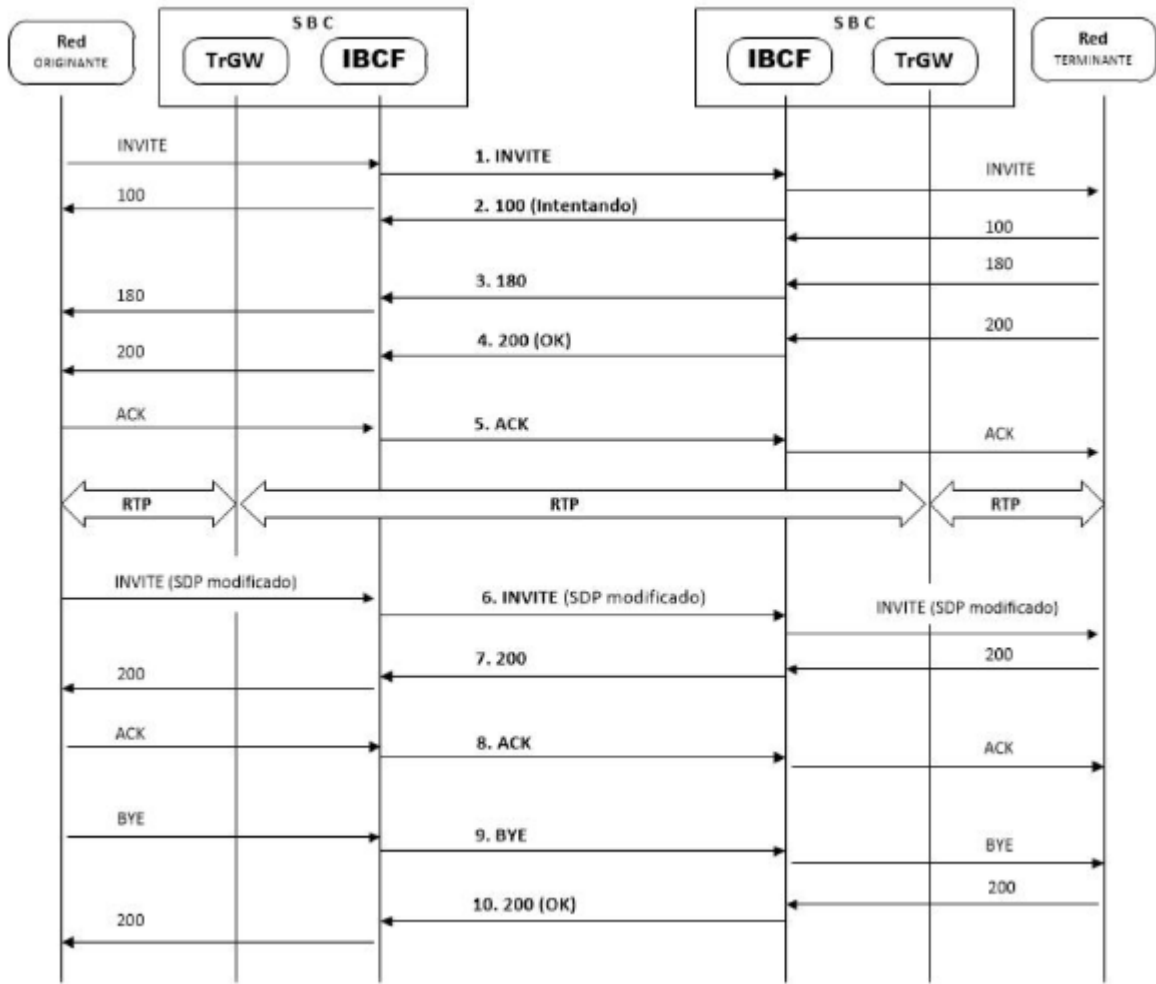 S B C
S B C
Red
ORIGINANTE
TrGW
IBCF
IBCF
TrGW
Red
TERMINANTE
INVITE
1. INVITE
INVITE
100
2. 100 (Intentando)
100
180
3. 180
180
200
4. 200 (OK)
200
ACK
5. ACK
ACK
RTP
RTP
RTP
INVITE (SDP modificado)
6. INVITE (SDP modificado)
INVITE (SDP modificado)
200
7. 200
200
ACK
8. ACK
ACK
BYE
9. BYE
BYE
200
10. 200 (OK)
200